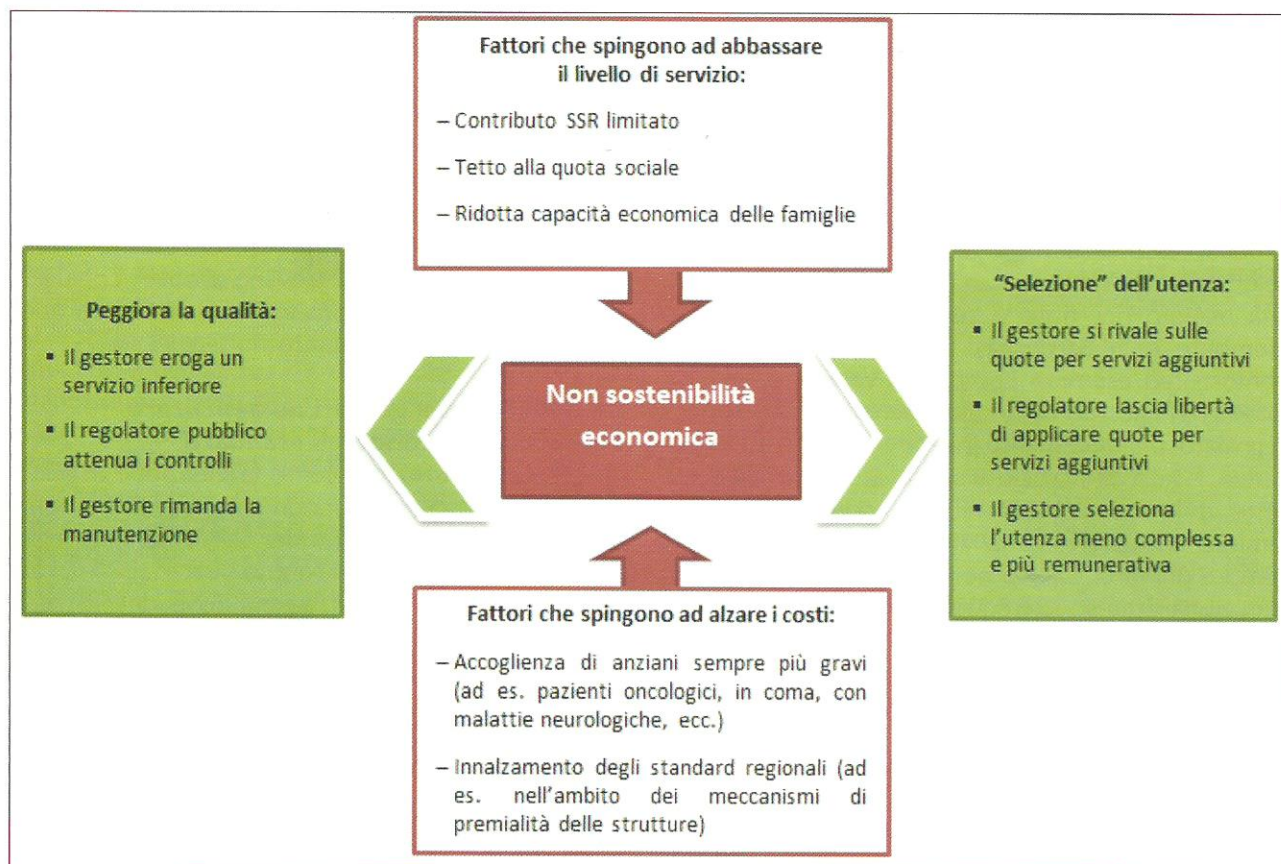 Fattori che spingono ad abbassare
il livello di servizio:
– Contributo SSR limitato
– Tetto alla quota sociale
– Ridotta capacità economica delle famiglie
Peggiora la qualità:
▪ Il gestore eroga un
servizio inferiore
▪ Il regolatore pubblico
attenua i controlli
▪ Il gestore rimanda la
manutenzione
Non sostenibilità
economica
“Selezione” dell’utenza:
▪ Il gestore si rivale sulle
quote per servizi aggiuntivi
▪ Il regolatore lascia libertà
di applicare quote per
servizi aggiuntivi
▪ Il gestore seleziona
l’utenza meno complessa
e più remunerativa
Fattori che spingono ad alzare i costi:
– Accoglienza di anziani sempre più gravi
(ad es. pazienti oncologici, in coma, con
malattie neurologiche, ecc.)
– Innalzamento degli standard regionali (ad
es. nell’ambito dei meccanismi di
premialità delle strutture)